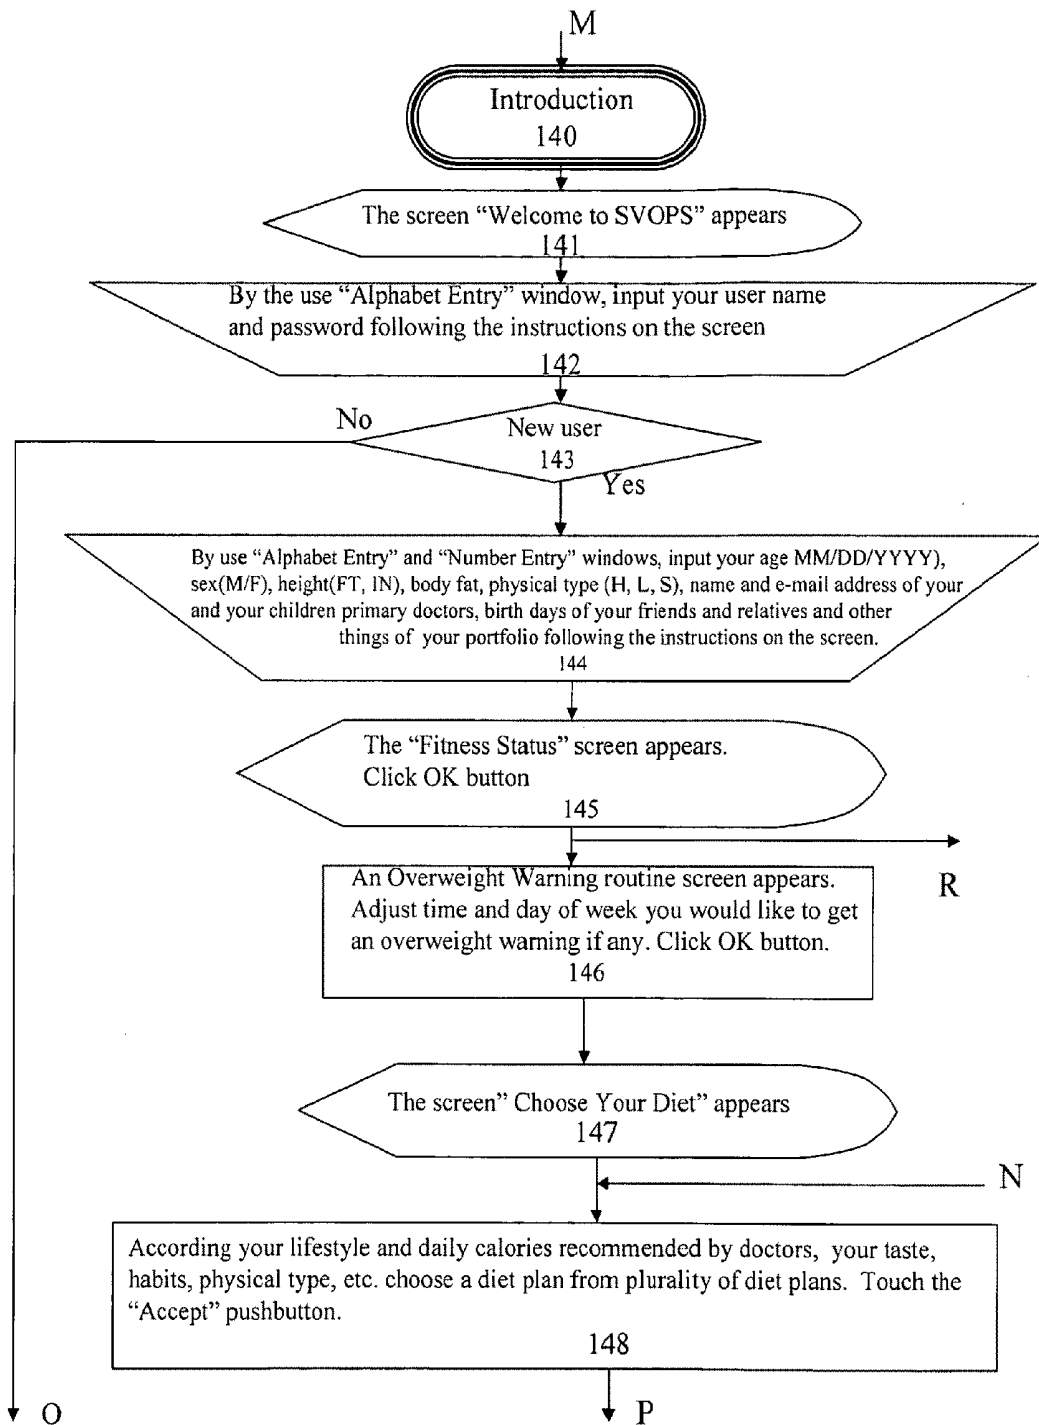 M
Introduction
140
The screen “Welcome to SVOPS” appears
141
By the use “Alphabet Entry” window, input your user name
and password following the instructions on the screen
142
No
New user
143
Yes
By use “Alphabet Entry” and “Number Entry” windows, input your age MM/DD/YYYY),
sex(M/F), height(FT, IN), body fat, physical type (H, L, S), name and e-mail address of your
and your children primary doctors, birth days of your friends and relatives and other
things of your portfolio following the instructions on the screen.
144
The “Fitness Status” screen appears.
Click OK button
145
R
An Overweight Warning routine screen appears.
Adjust time and day of week you would like to get
an overweight warning if any. Click OK button.
146
The screen” Choose Your Diet” appears
147
N
According your lifestyle and daily calories recommended by doctors, your taste,
habits, physical type, etc. choose a diet plan from plurality of diet plans. Touch the
“Accept” pushbutton.
148
O
P